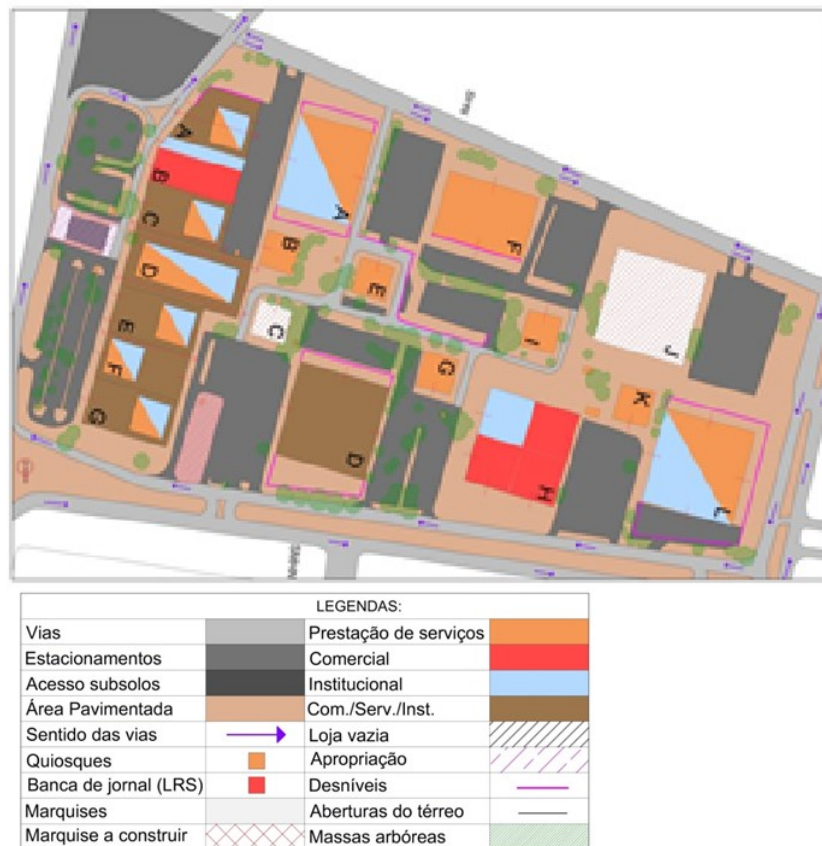 A
B
C
D
E
F
G
A
B
C
D
E
F
G
H
I
J
K
L
LEGENDAS:
Vias
Prestação de serviços
Estacionamentos
Comercial
Acesso subsolos
Institucional
Área Pavimentada
Com./Serv./Inst.
Sentido das vias
Loja vazia
Quiosques
Apropriação
Banca de jornal (LRS)
Desníveis
Marquises
Aberturas do térreo
Marquise a construir
Massas arbóreas